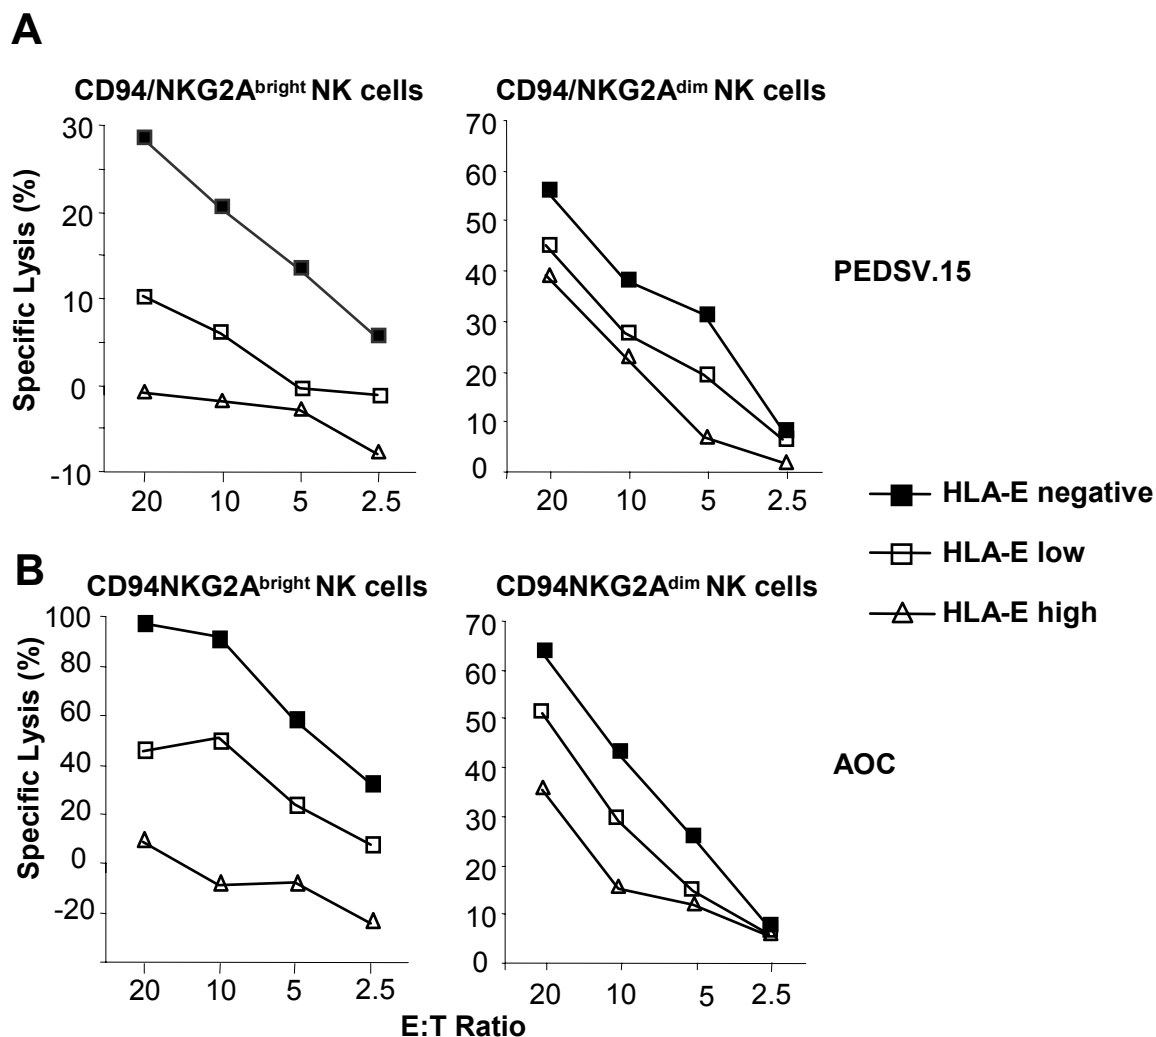 A
CD94/NKG2Abright NK cells
CD94/NKG2Adim NK cells
Specific Lysis (%)
30
20
10
0
-10
20 10 5 2.5
70
60
50
40
30
20
10
0
20 10 5 2.5
PEDSV.15
HLA-E negative
HLA-E low
HLA-E high
B
CD94NKG2Abright NK cells
CD94NKG2Adim NK cells
Specific Lysis (%)
100
80
60
40
20
0
-20
20 10 5 2.5
70
60
50
40
30
20
10
0
20 10 5 2.5
AOC
E:T Ratio